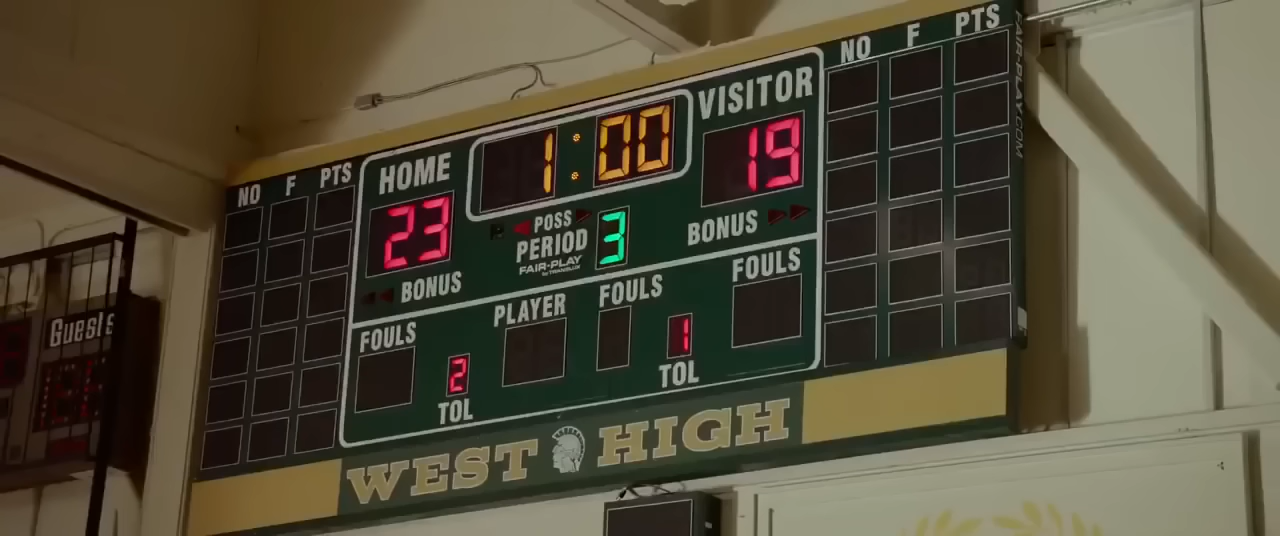 NO F PTS
VISITOR
1:00
19
NO F PTS
HOME
23
POSS
PERIOD
3
FAIR-PLAY
BONUS
BONUS
FAIR-PLAY.COM
FOULS
PLAYER
FOULS
FOULS
2
TOL
1
TOL
WEST HIGH
Guests